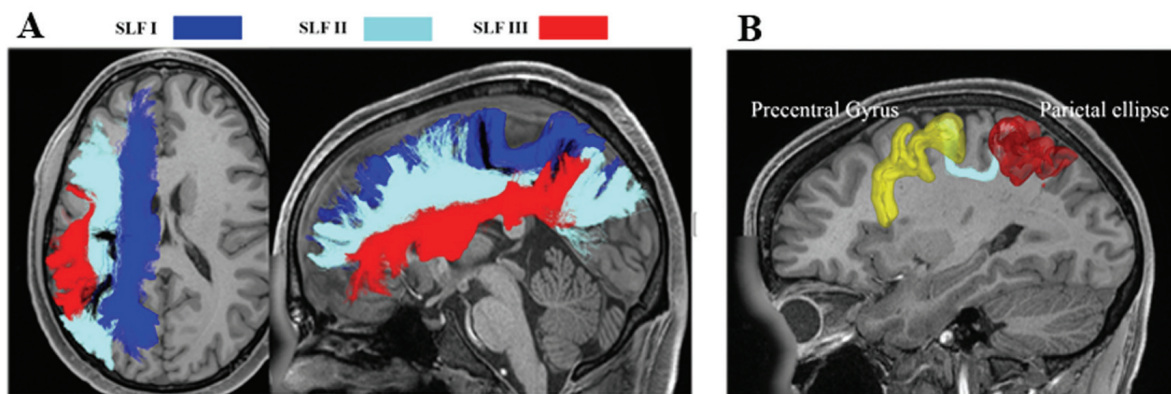 A
SLF I
SLF II
SLF III
B
Precentral Gyrus
Parietal ellipse